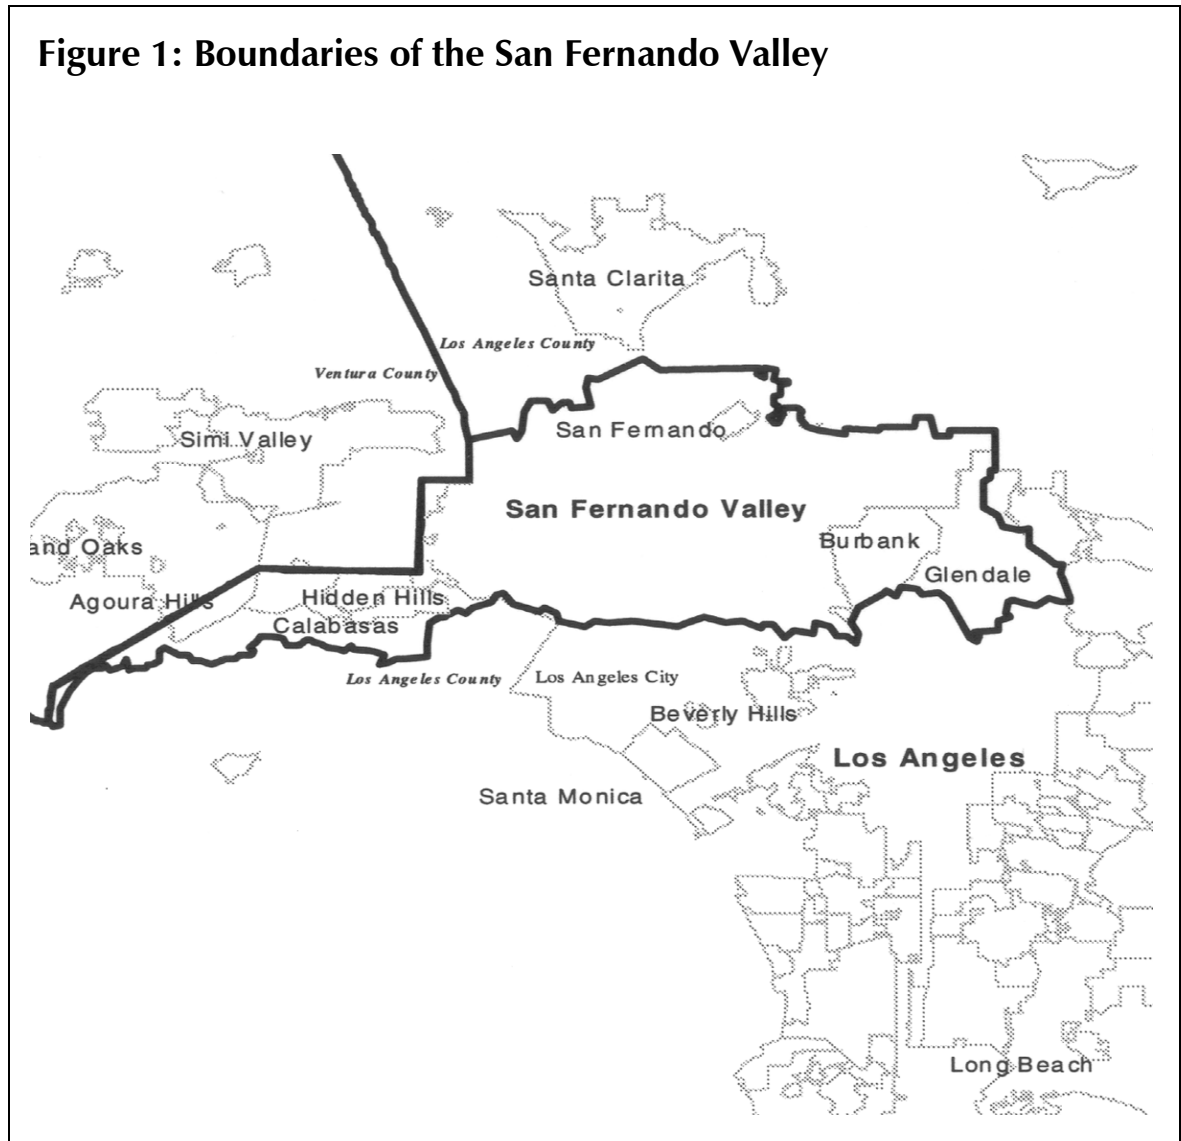 Figure 1: Boundaries of the San Fernando Valley
Santa Clarita
Los Angeles County
Ventura County
San Fernando
Simi Valley
San Fernando Valley
Burbank
and Oaks
Glendale
Agoura Hills
Hidden Hills
Calabasas
Los Angeles County
Los Angeles City
Beverly Hills
Los Angeles
Santa Monica
Long Beach